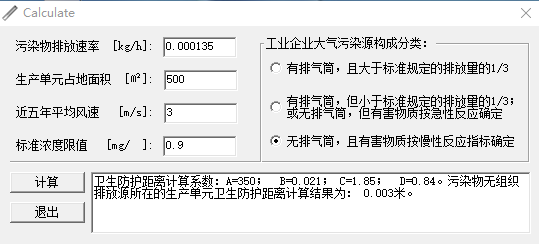 Calculate
污染物排放速率 [kg/h]: 0.000135
生产单元占地面积 [m²]: 500
近五年平均风速 [m/s]: 3
标准浓度限值 [mg/ ]: 0.9
工业企业大气污染源构成分类：
有排气筒，且大于标准规定的排放量的1/3
有排气筒，但小于标准规定的排放量的1/3；
或无排气筒，但有害物质按急性反应确定
无排气筒，且有害物质按慢性反应指标确定
计算
退出
卫生防护距离计算系数：A=350； B=0.021；C=1.85； D=0.84。污染物无组织
排放源所在的生产单元卫生防护距离计算结果为： 0.003米。